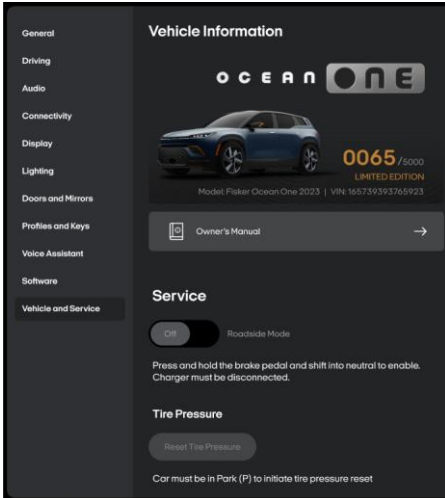 General
Driving
Audio
Connectivity
Display
Lighting
Doors and Mirrors
Profiles and Keys
Voice Assistant
Software
Vehicle and Service
Vehicle Information
OCEAN ONE
0065/5000
LIMITED EDITION
Model: Fisker Ocean One 2023 | VIN: 165739393765923
Owner's Manual
Service
Off
Roadside Mode
Press and hold the brake pedal and shift into neutral to enable.
Charger must be disconnected.
Tire Pressure
Reset Tire Pressure
Car must be in Park (P) to initiate tire pressure reset